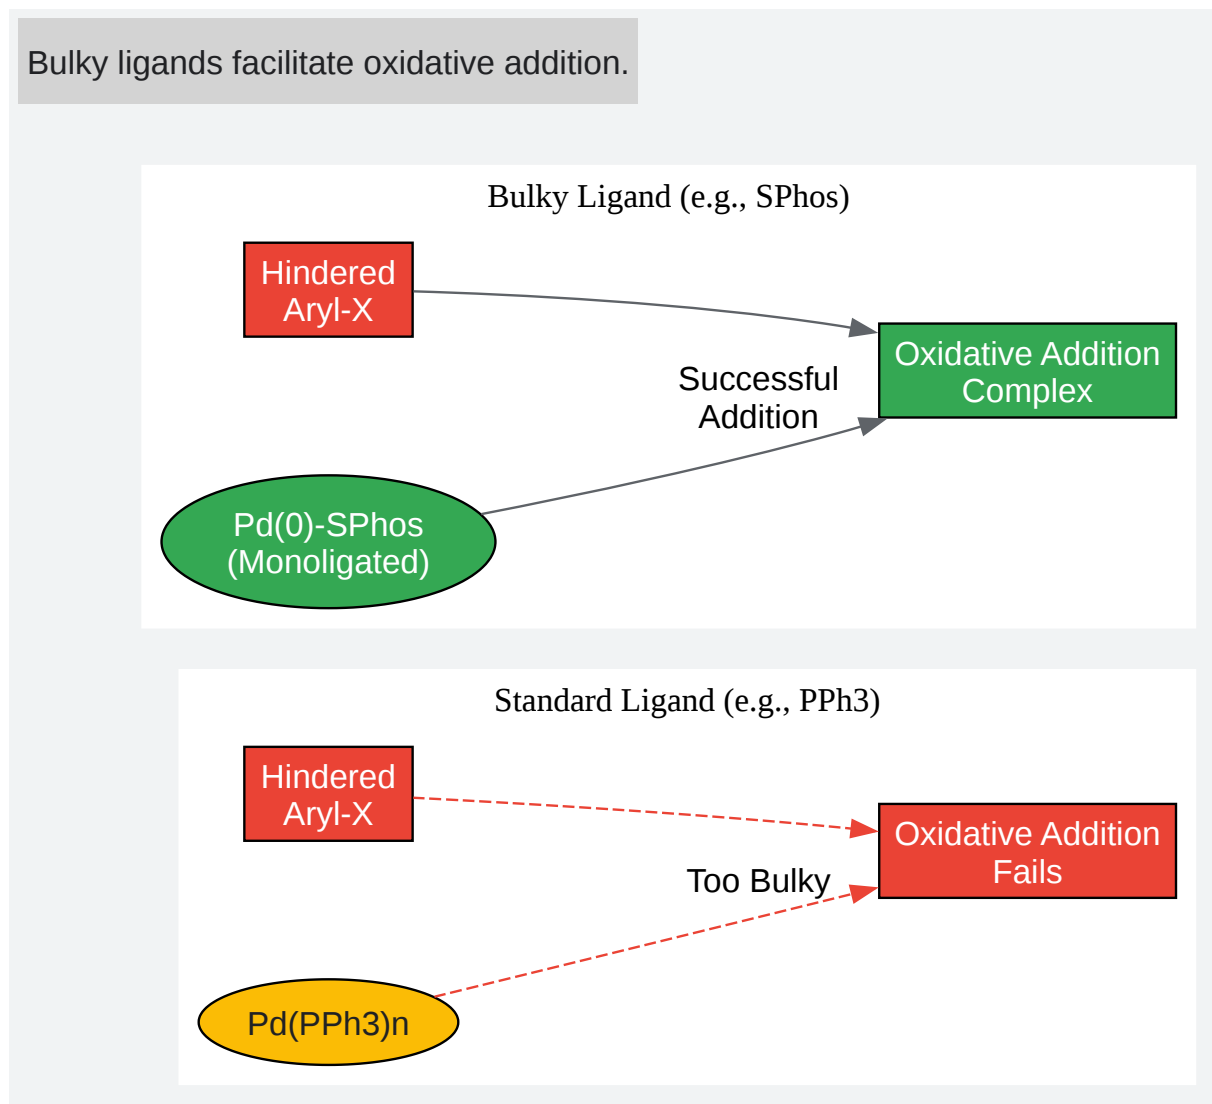 Bulky ligands facilitate oxidative addition.
Bulky Ligand (e.g., SPhos)
Hindered
Aryl-X
Oxidative Addition
Complex
Successful
Addition
Pd(0)-SPhos
(Monoligated)
Standard Ligand (e.g., PPh3)
Hindered
Aryl-X
Oxidative Addition
Fails
Too Bulky
Pd(PPh3)n